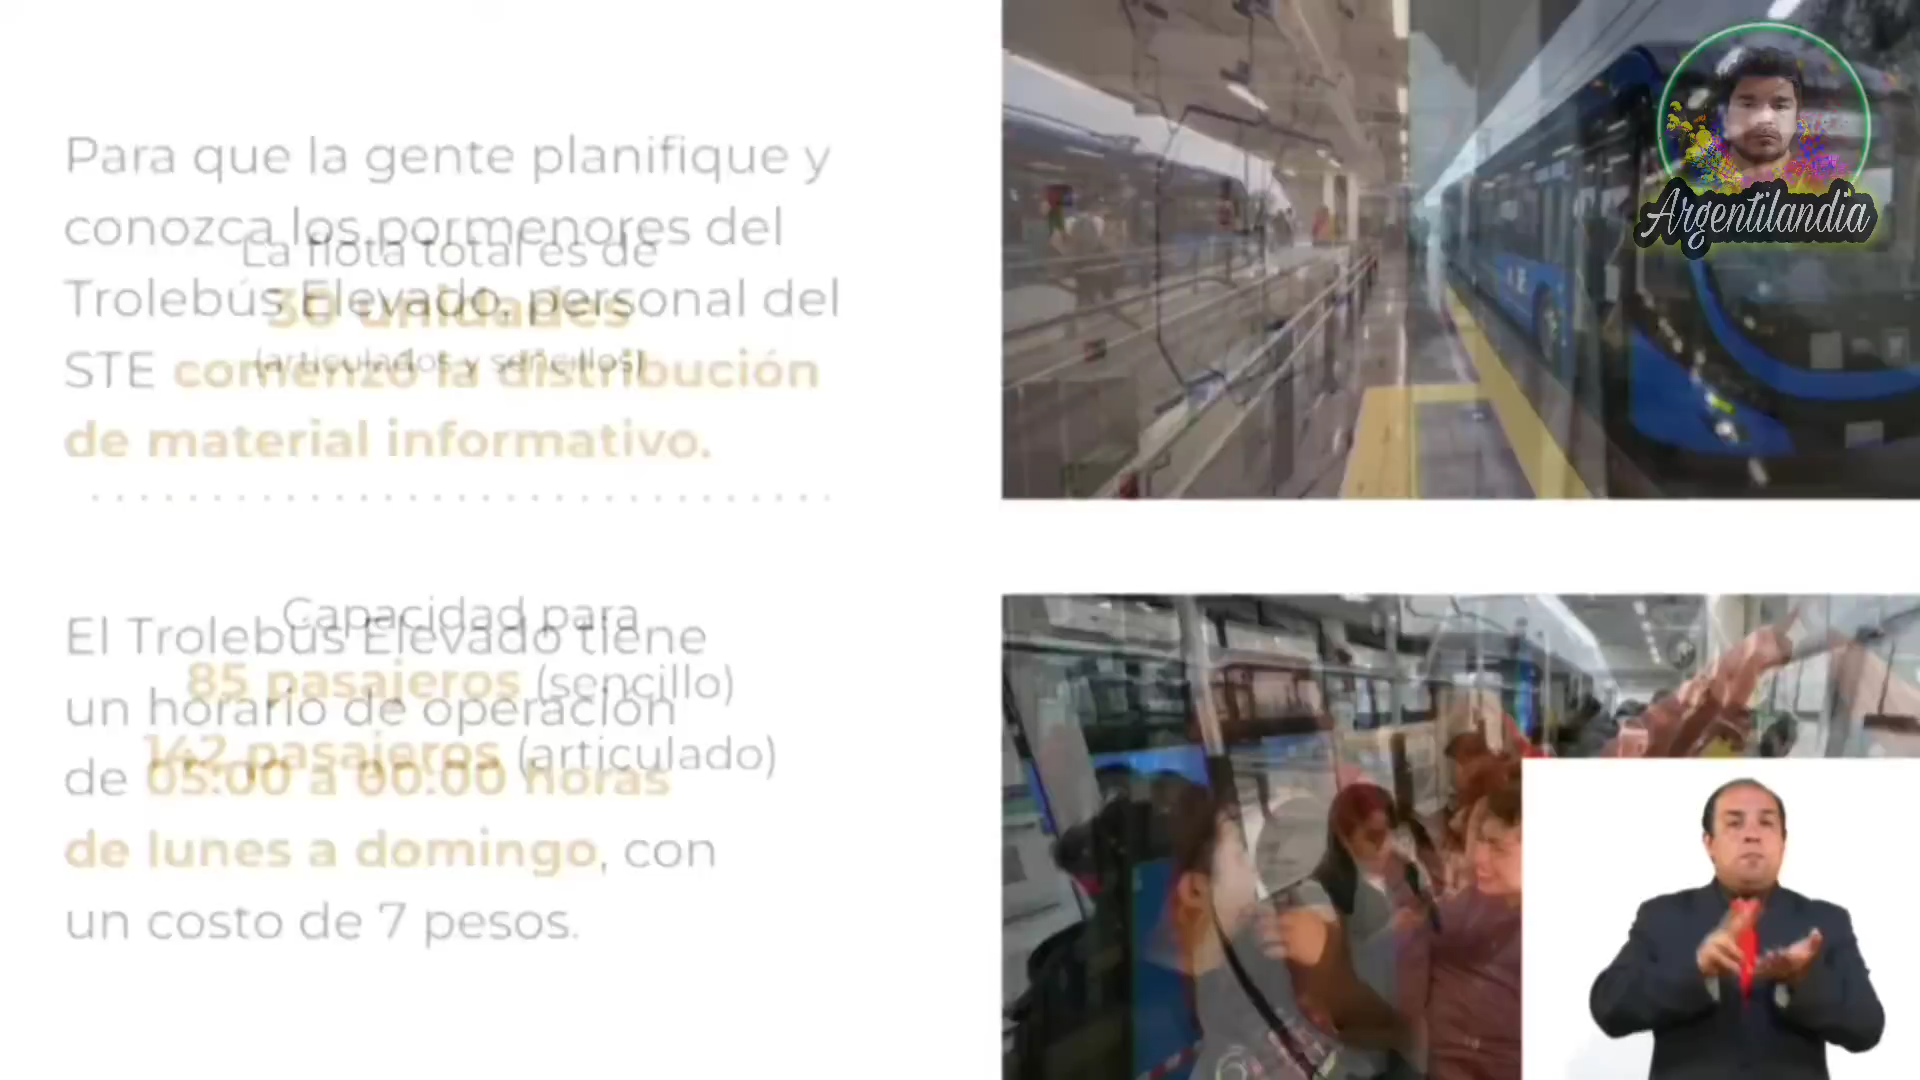 Para que la gente planifique y
conozca los pormenores del
Trolebús Elevado, personal del
STE comenzó la distribución
de material informativo.
La flota total es de
30 unidades
(articulados y sencillos)
El Trolebús Elevado tiene
un horario de operación
de 05:00 a 00:00 horas
de lunes a domingo, con
un costo de 7 pesos.
Capacidad para
85 pasajeros (sencillo)
142 pasajeros (articulado)
Argentilandia